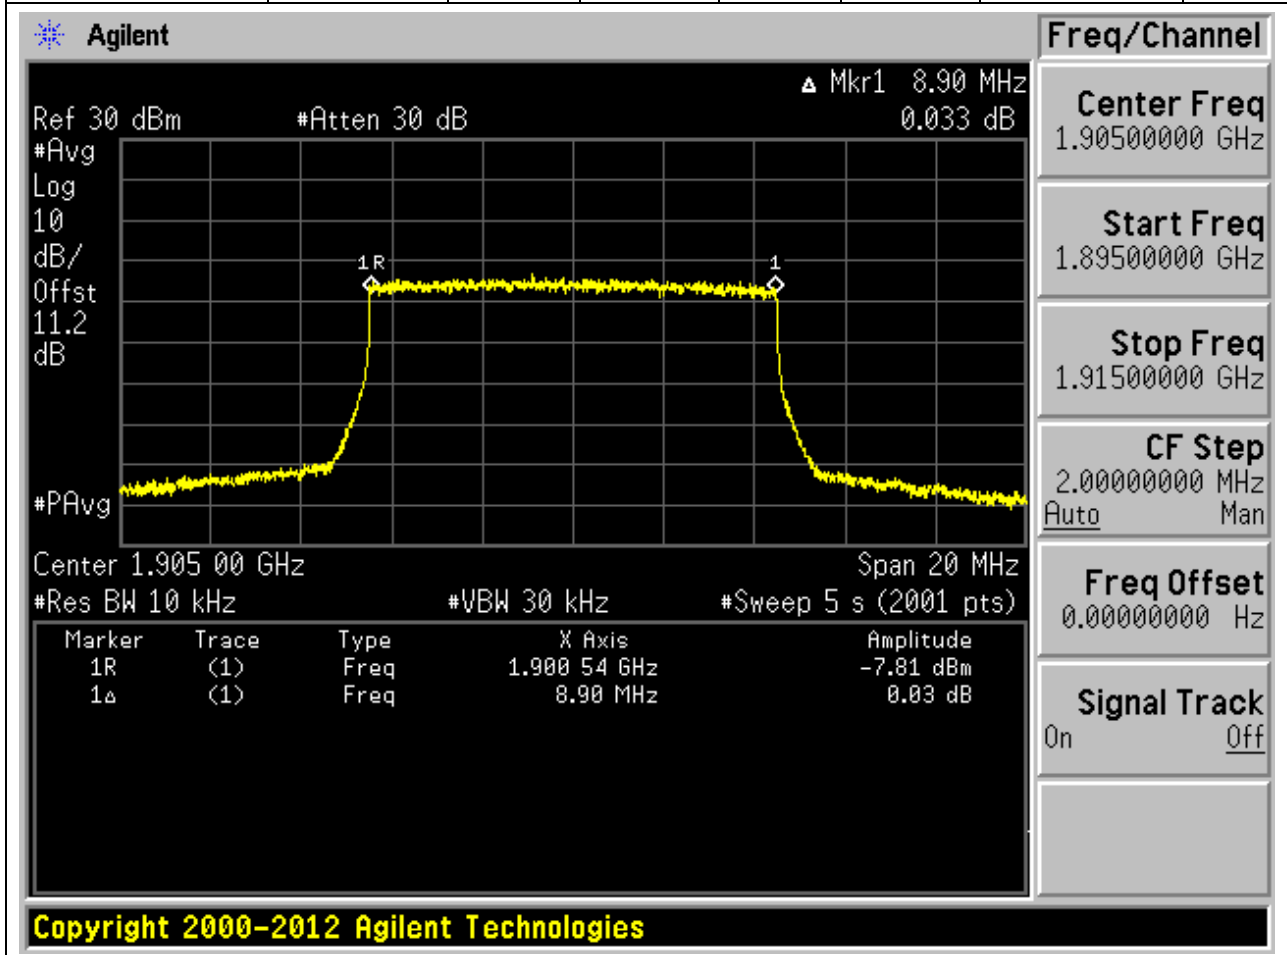 Agilent
Freq/Channel
▵ Mkr1 8.90 MHz
Ref 30 dBm #Atten 30 dB 0.033 dB
#Avg
Log
10
dB/
Offst
11.2
dB
1R 1
#PAvg
Center 1.905 00 GHz Span 20 MHz
#Res BW 10 kHz #VBW 30 kHz #Sweep 5 s (2001 pts)
Marker Trace Type X Axis Amplitude
1R (1) Freq 1.900 54 GHz -7.81 dBm
1▵ (1) Freq 8.90 MHz 0.03 dB
Center Freq
1.90500000 GHz
Start Freq
1.89500000 GHz
Stop Freq
1.91500000 GHz
CF Step
2.00000000 MHz
Auto Man
Freq Offset
0.00000000 Hz
Signal Track
On Off
Copyright 2000-2012 Agilent Technologies